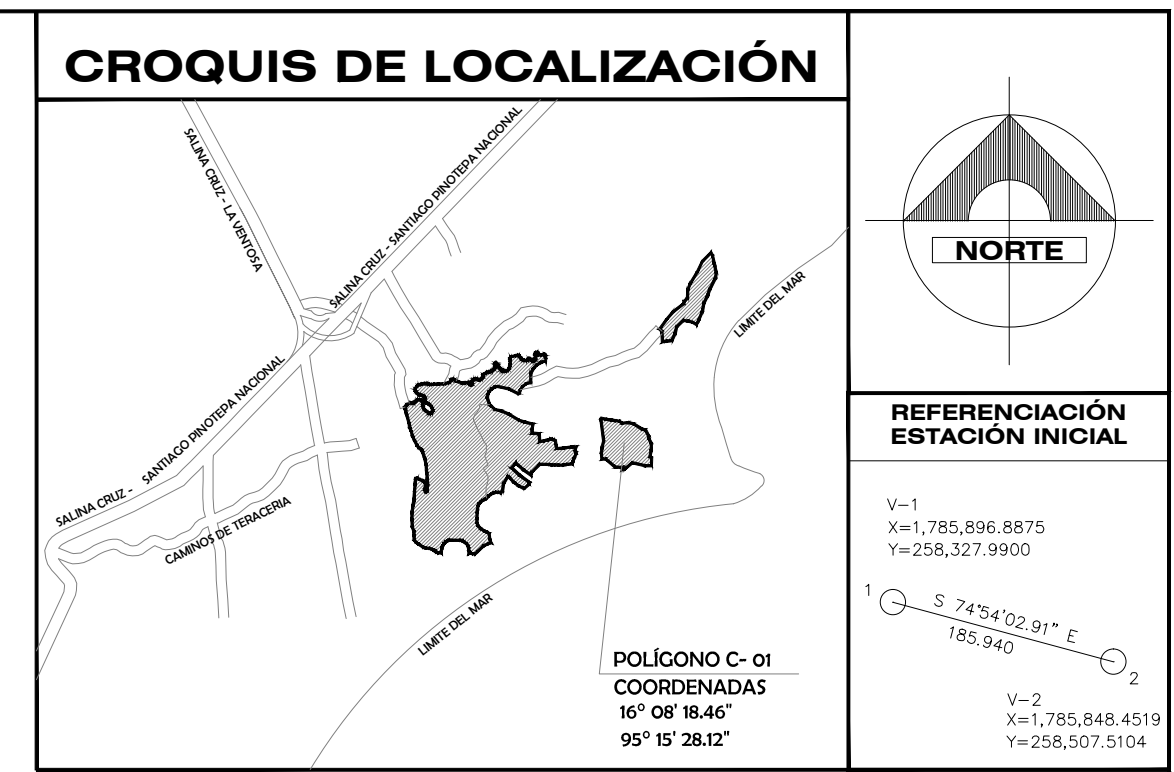 CROQUIS DE LOCALIZACIÓN
SALINA CRUZ - LA VENTOSA
SALINA CRUZ - SANTIAGO PINOTEPA NACIONAL
SALINA CRUZ - SANTIAGO PINOTEPA NACIONAL
CAMINOS DE TERACERIA
LIMITE DEL MAR
LIMITE DEL MAR
POLÍGONO C- 01
COORDENADAS
16° 08' 18.46"
95° 15' 28.12"
NORTE
REFERENCIACIÓN
ESTACIÓN INICIAL
V-1
X=1,785,896.8875
Y=258,327.9900
1
S 74°54'02.91" E
185.940
2
V-2
X=1,785,848.4519
Y=258,507.5104